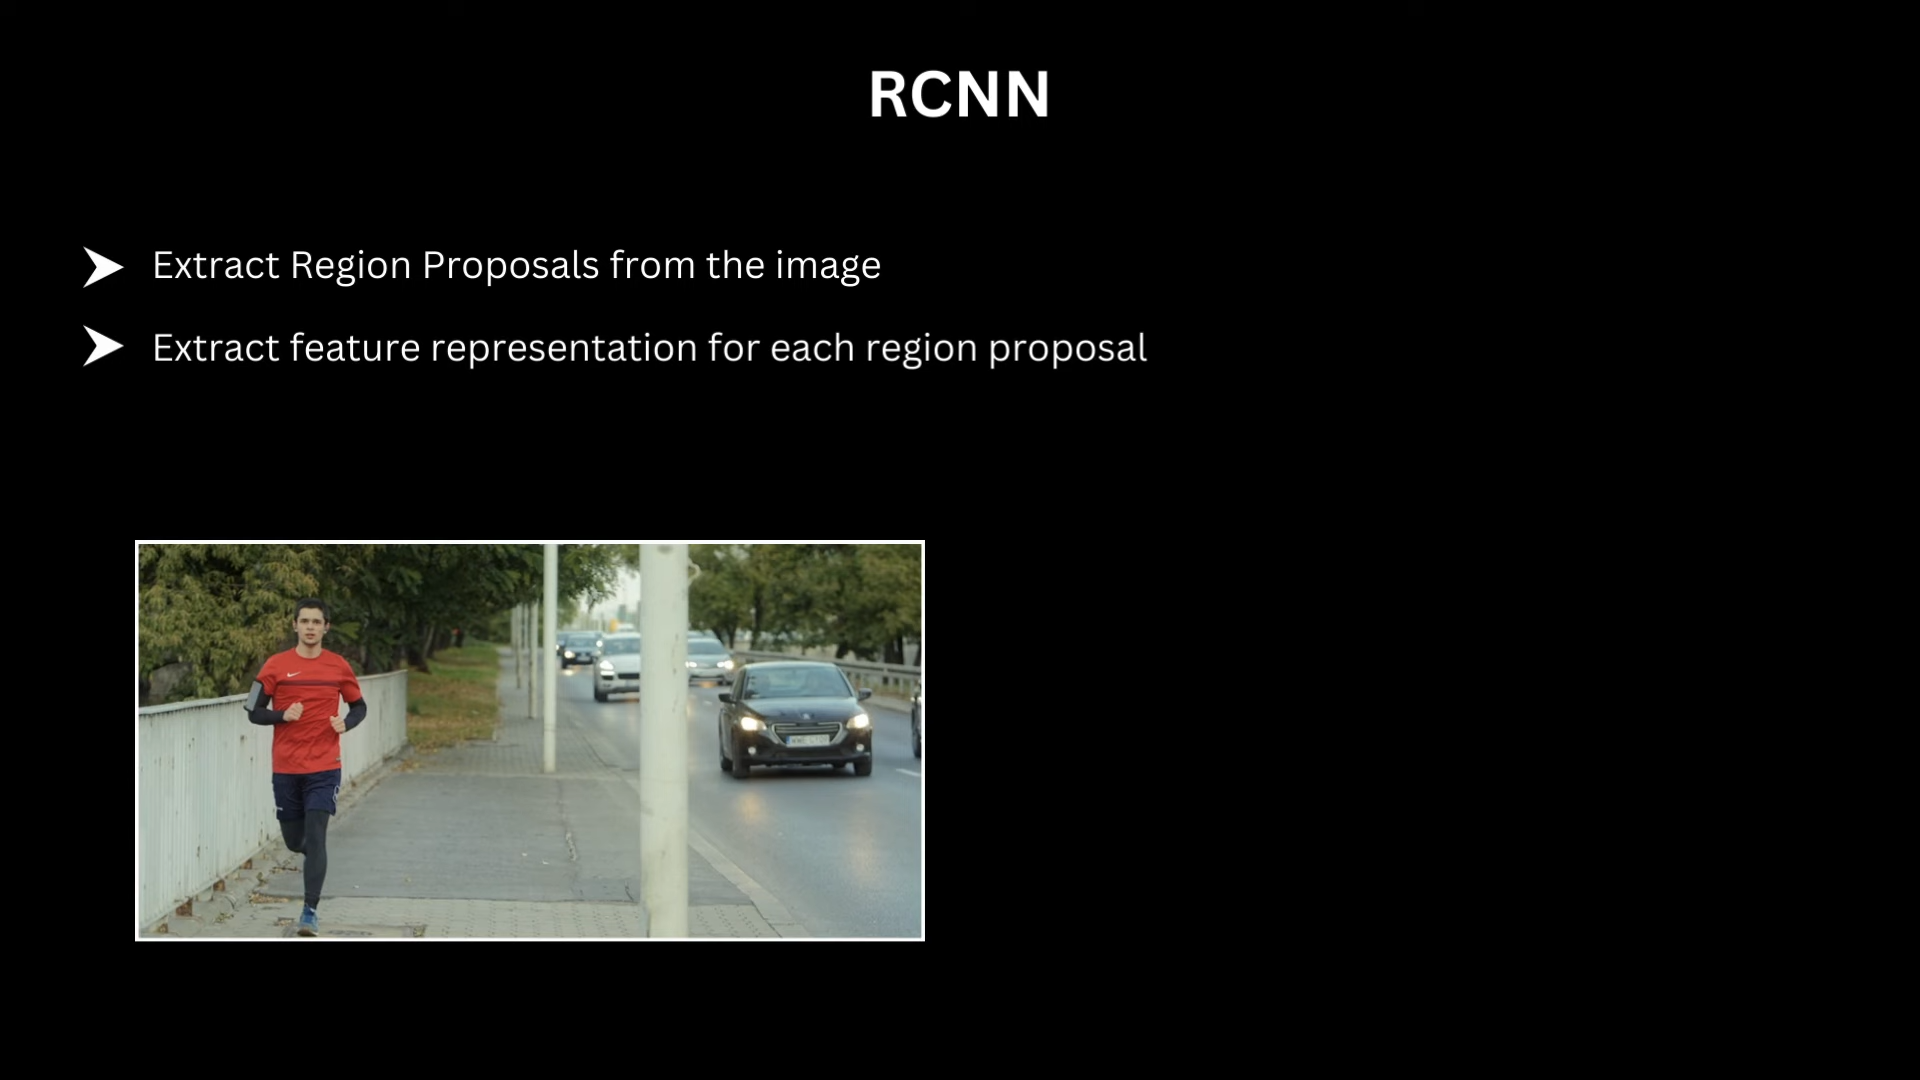 RCNN
Extract Region Proposals from the image
Extract feature representation for each region proposal